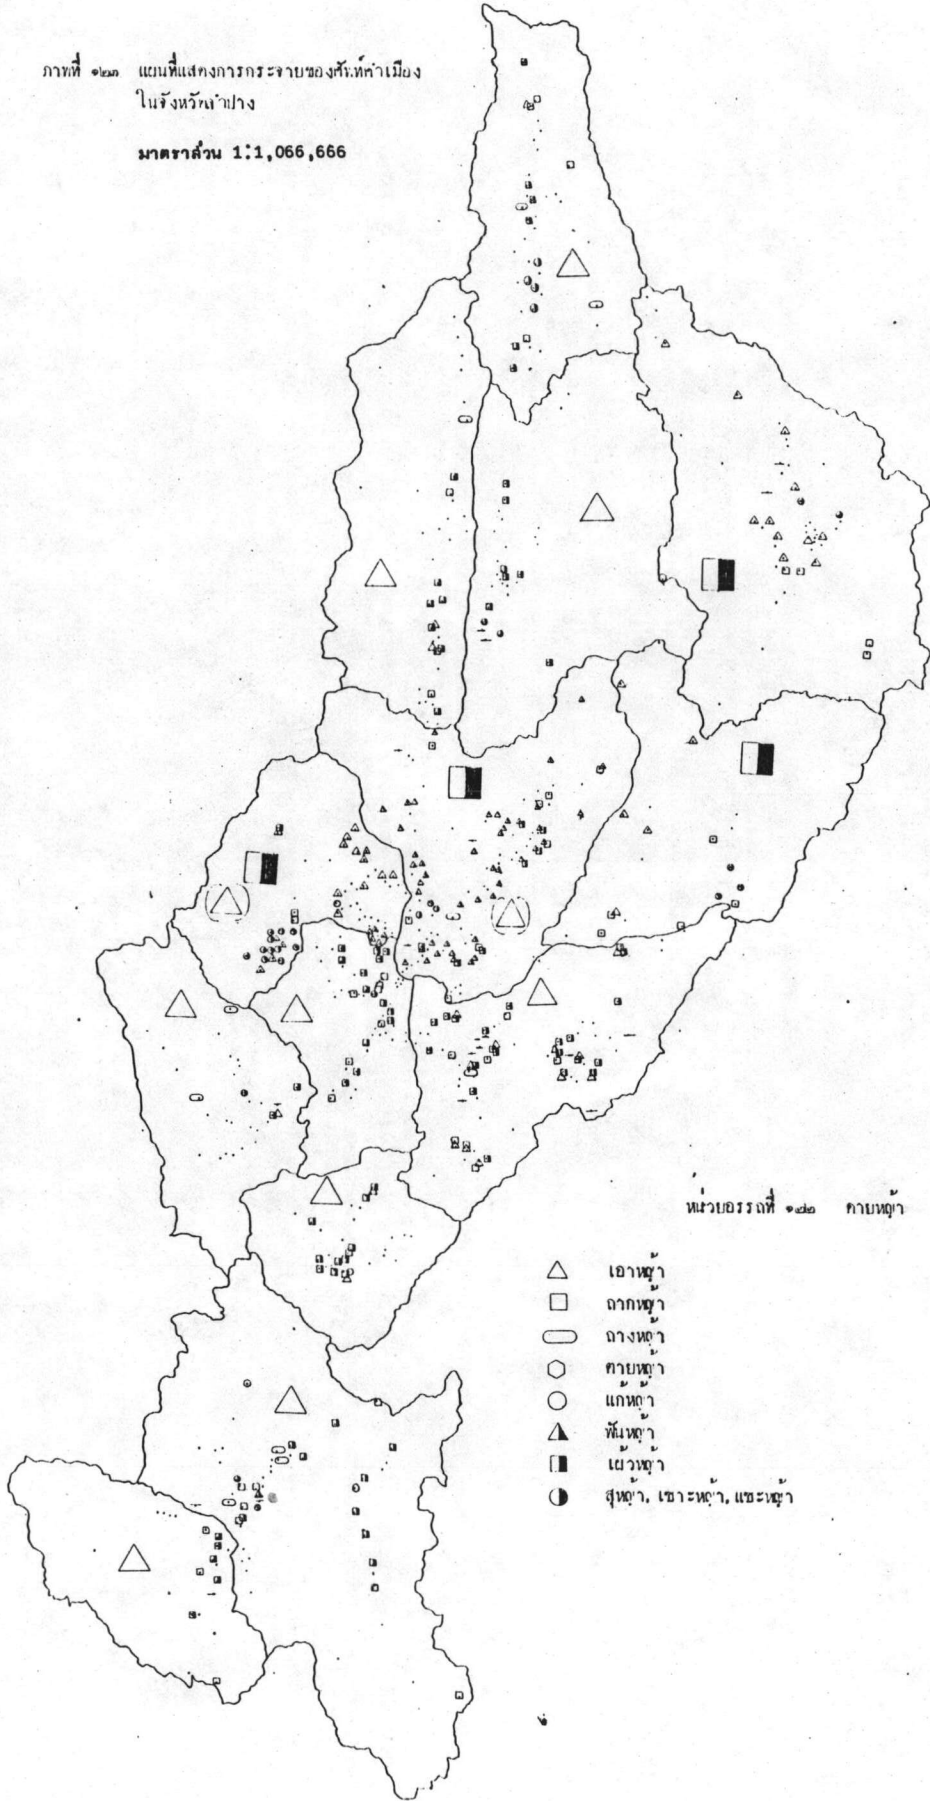 ภาพที่ ๑๒๓ แผนที่แสดงการกระจายของศัพท์คำเมือง
ในจังหวัดลำปาง
มาตราส่วน 1:1,066,666
หน่วยอรรถที่ ๑๒๒ ดายหญ้า
เอาหญ้า
ถากหญ้า
ถางหญ้า
ดายหญ้า
แก้หญ้า
ฟันหญ้า
เผ้วหญ้า
สุหญ้า, เซาะหญ้า, แซะหญ้า